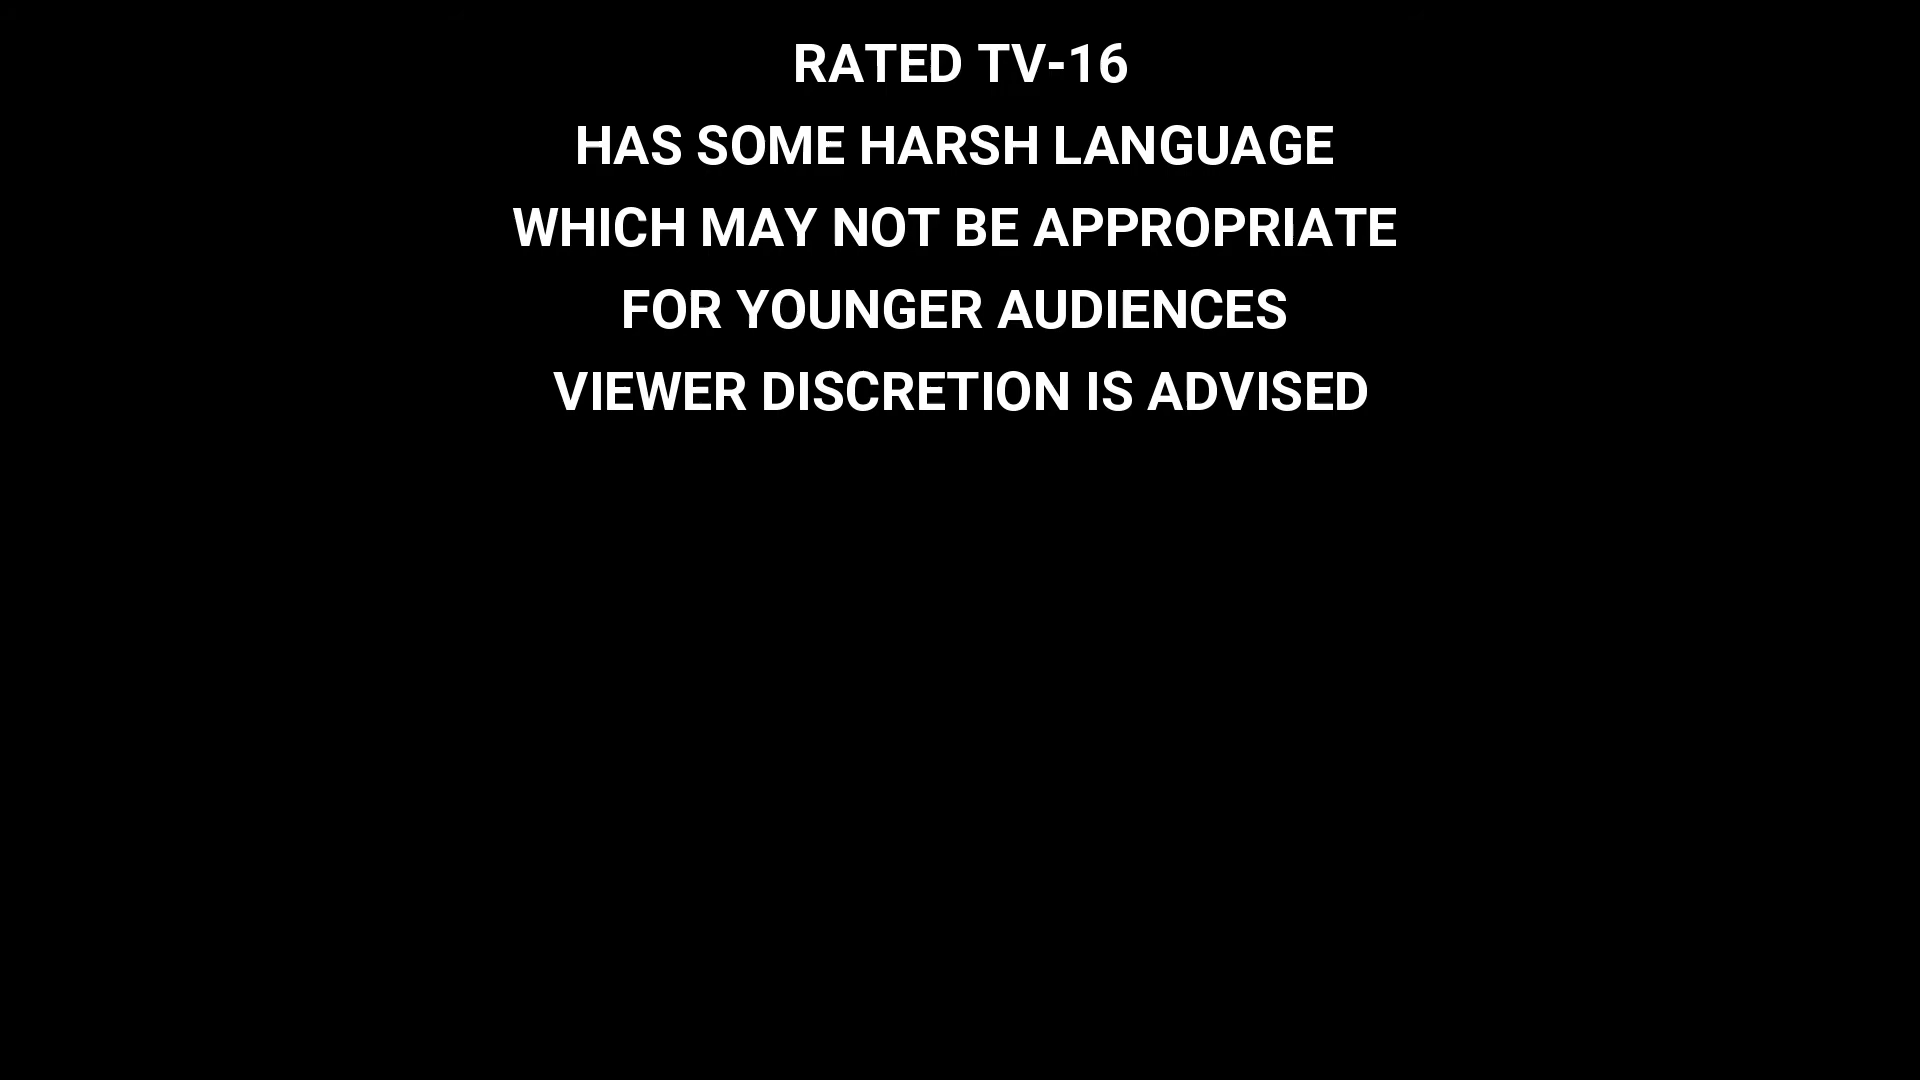 RATED TV-16
HAS SOME HARSH LANGUAGE
WHICH MAY NOT BE APPROPRIATE
FOR YOUNGER AUDIENCES
VIEWER DISCRETION IS ADVISED